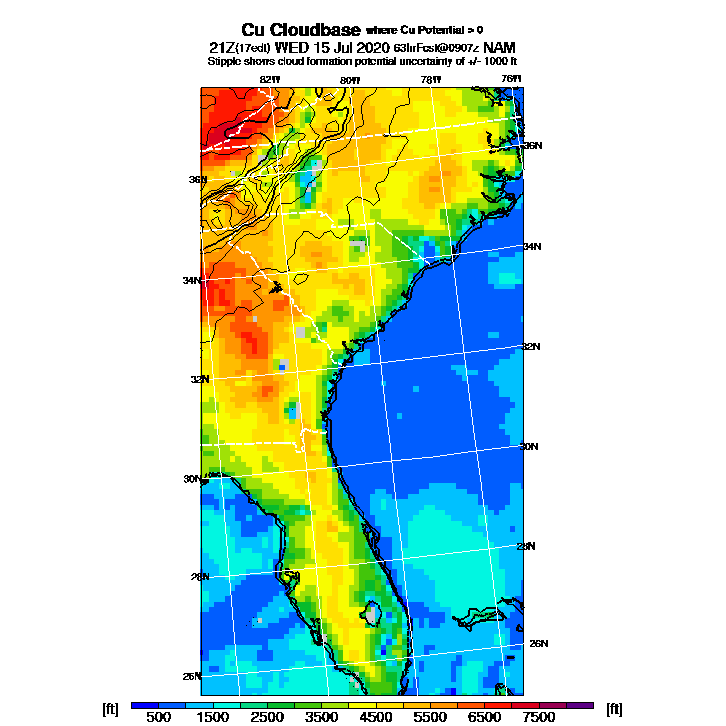 Cu Cloudbase where Cu Potential > 0
21Z(17edt) WED 15 Jul 2020 63hrFcst@0907z NAM
Stipple shows cloud formation potential uncertainty of +/- 1000 ft
82W 80W 78W 76W
36N
36N
34N
34N
32N
32N
30N
30N
28N
28N
26N
26N
[ft] 500 1500 2500 3500 4500 5500 6500 7500 [ft]